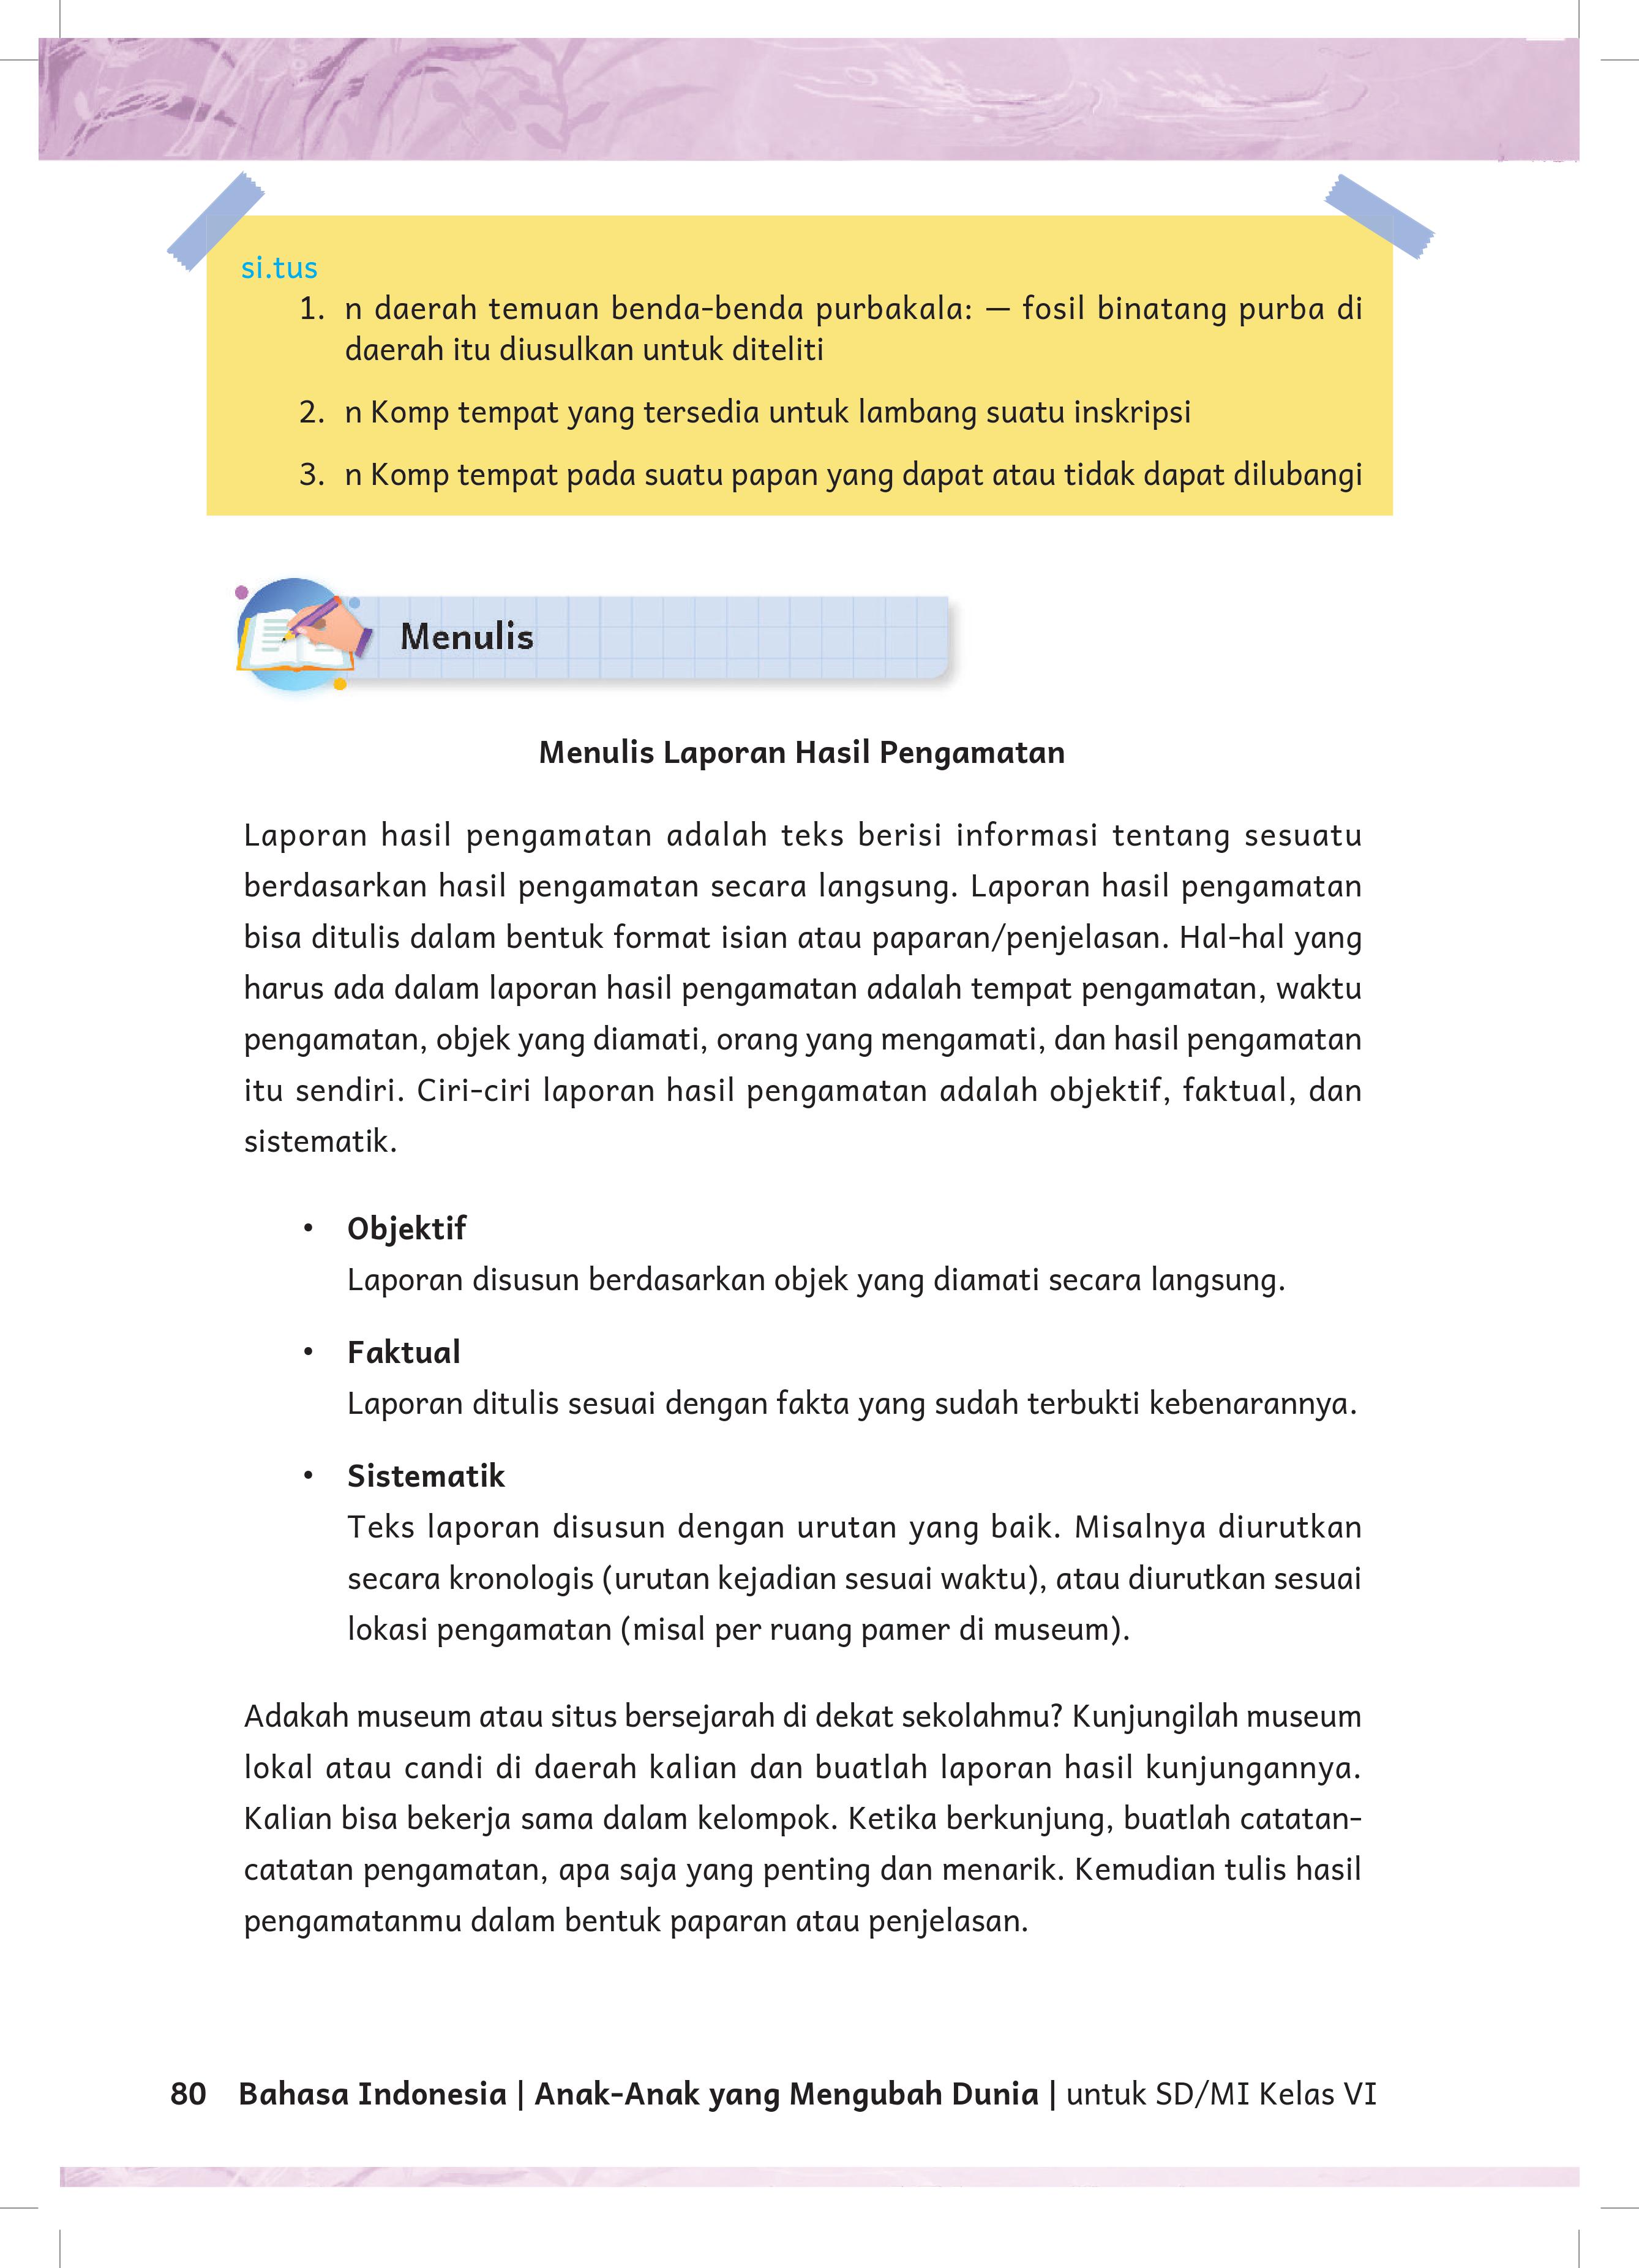 si.tus
1. n daerah temuan benda-benda purbakala: — fosil binatang purba di
daerah itu diusulkan untuk diteliti
2. n Komp tempat yang tersedia untuk lambang suatu inskripsi
3. n Komp tempat pada suatu papan yang dapat atau tidak dapat dilubangi
Menulis
Menulis Laporan Hasil Pengamatan
Laporan hasil pengamatan adalah teks berisi informasi tentang sesuatu
berdasarkan hasil pengamatan secara langsung. Laporan hasil pengamatan
bisa ditulis dalam bentuk format isian atau paparan/penjelasan. Hal-hal yang
harus ada dalam laporan hasil pengamatan adalah tempat pengamatan, waktu
pengamatan, objek yang diamati, orang yang mengamati, dan hasil pengamatan
itu sendiri. Ciri-ciri laporan hasil pengamatan adalah objektif, faktual, dan
sistematik.
• Objektif
Laporan disusun berdasarkan objek yang diamati secara langsung.
• Faktual
Laporan ditulis sesuai dengan fakta yang sudah terbukti kebenarannya.
• Sistematik
Teks laporan disusun dengan urutan yang baik. Misalnya diurutkan
secara kronologis (urutan kejadian sesuai waktu), atau diurutkan sesuai
lokasi pengamatan (misal per ruang pamer di museum).
Adakah museum atau situs bersejarah di dekat sekolahmu? Kunjungilah museum
lokal atau candi di daerah kalian dan buatlah laporan hasil kunjungannya.
Kalian bisa bekerja sama dalam kelompok. Ketika berkunjung, buatlah catatan-
catatan pengamatan, apa saja yang penting dan menarik. Kemudian tulis hasil
pengamatanmu dalam bentuk paparan atau penjelasan.
80 Bahasa Indonesia | Anak-Anak yang Mengubah Dunia | untuk SD/MI Kelas VI